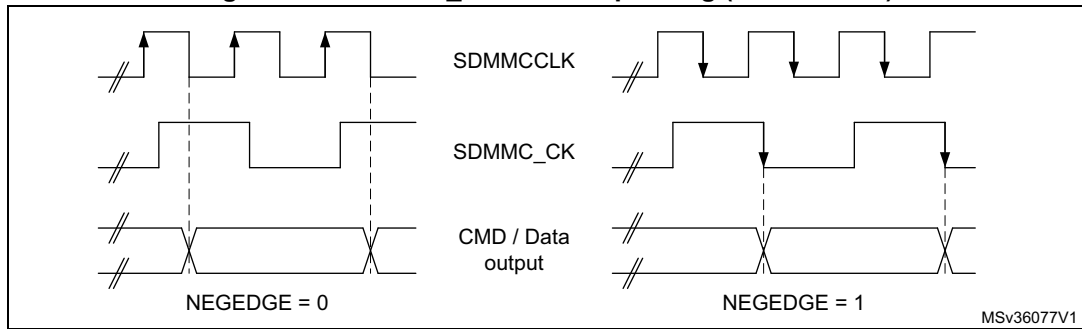 SDMMCCLK
SDMMC_CK
CMD / Data
output
NEGEDGE = 0
NEGEDGE = 1
MSv36077V1